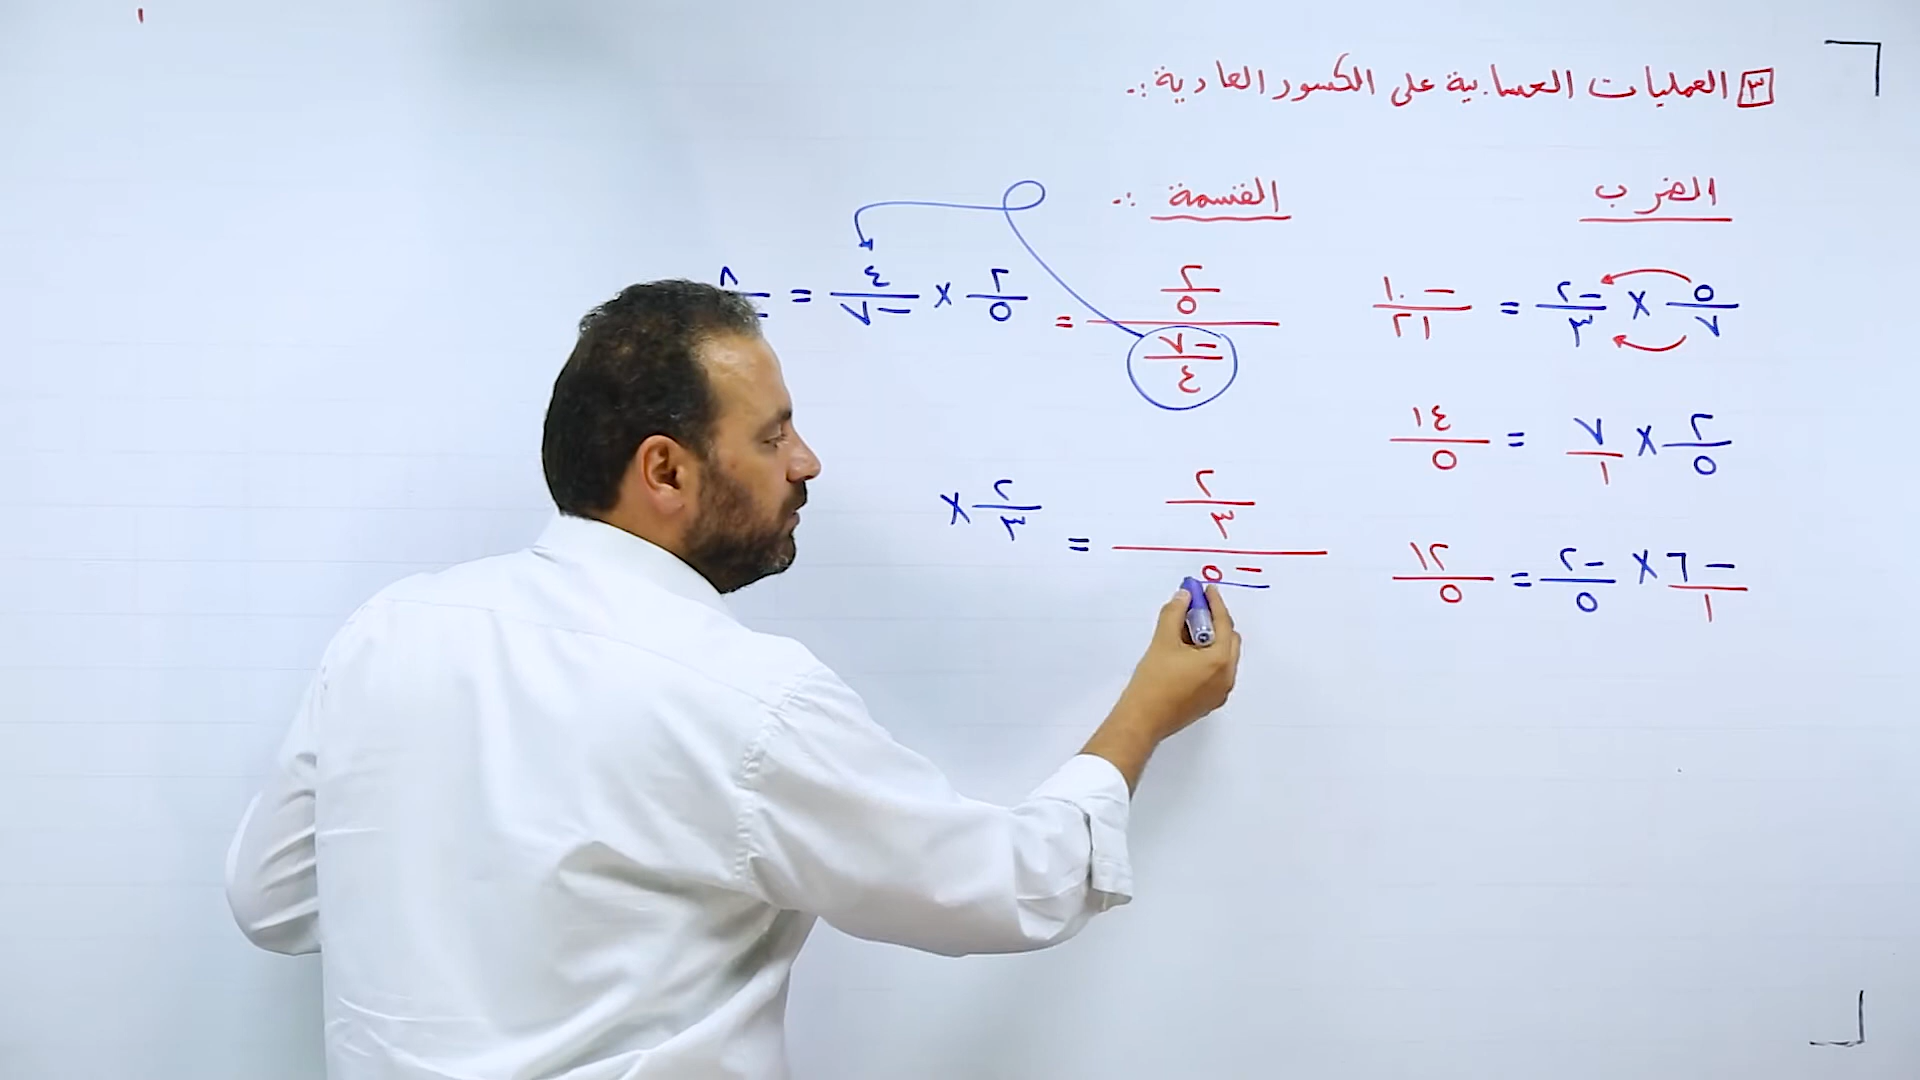 ٣ العمليات الحسابية على الكسور العادية :-
الضرب
٥/٧ × -٢/٣ = -١٠/٢١
٢/٥ × ٧/١ = ١٤/٥
-٦/١ × -٢/٥ = ١٢/٥
القسمة :-
(٢/٥)/(-٧/٤) = ٢/٥ × ٤/-٧ = ٨/-
(٢/٣)/-٥ = ٢/٣ ×